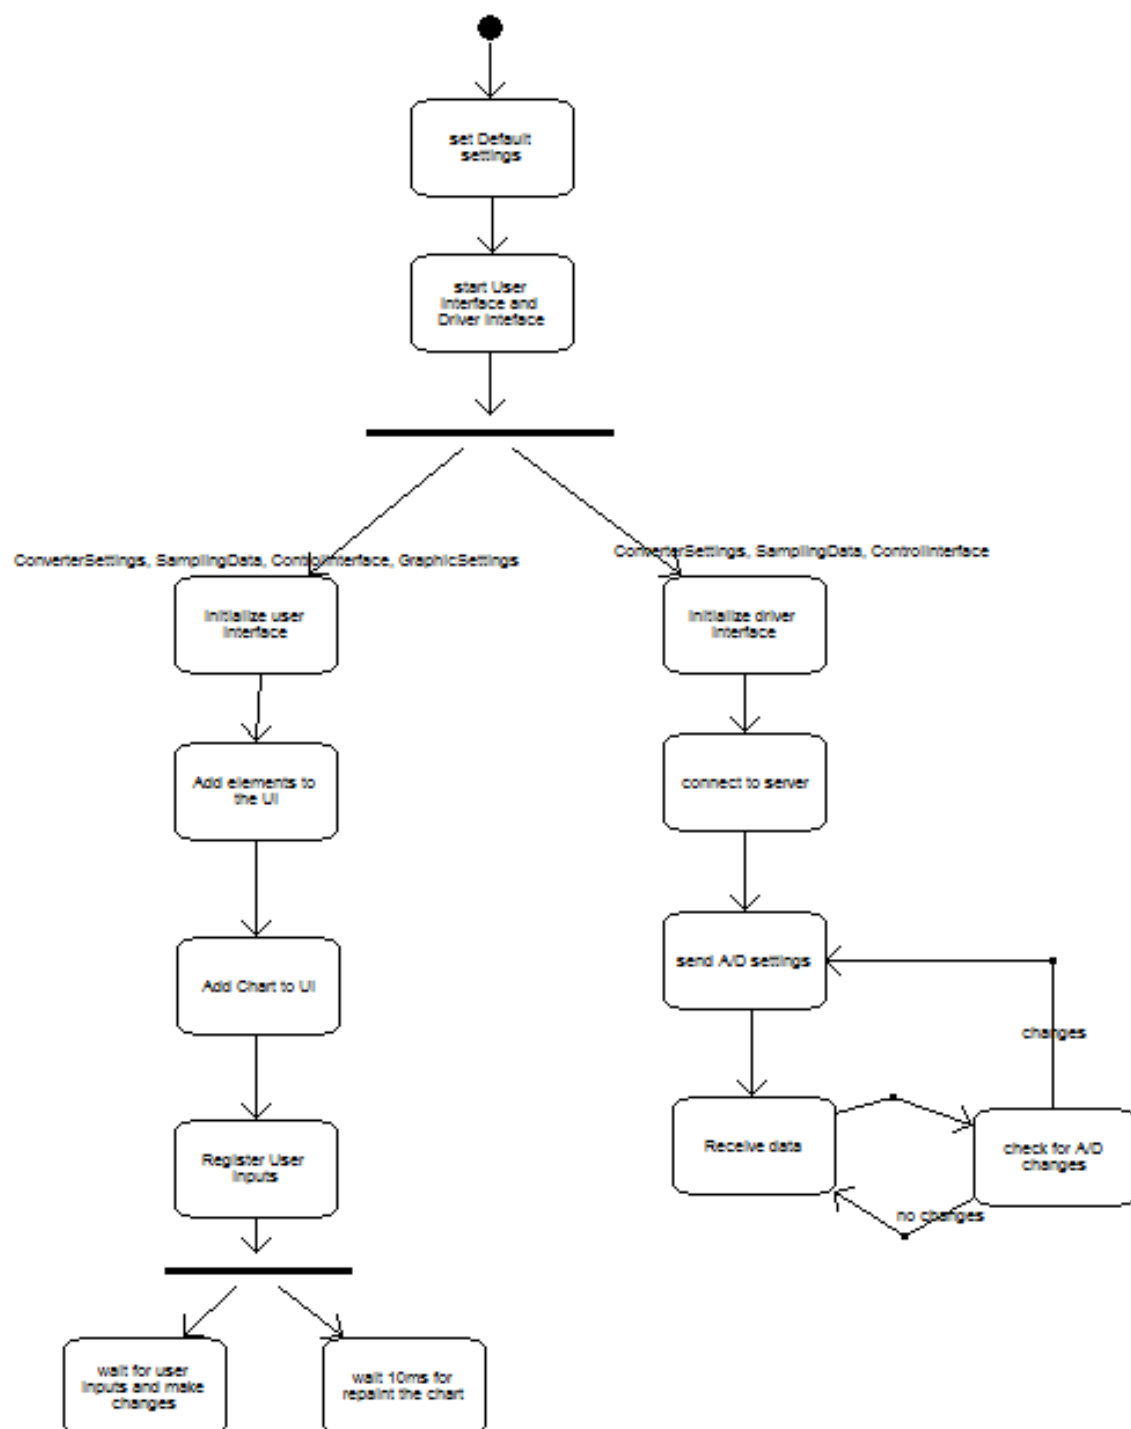 set Default
settings
start User
Interface and
Driver Inteface
ConverterSettings, SamplingData, ControlInterface, GraphicSettings
ConverterSettings, SamplingData, ControlInterface
Initialize user
Interface
Initialize driver
Interface
Add elements to
the UI
connect to server
Add Chart to UI
send A/D settings
changes
Register User
Inputs
Receive data
check for A/D
changes
no changes
wait for user
Inputs and make
changes
wait 10ms for
repaint the chart